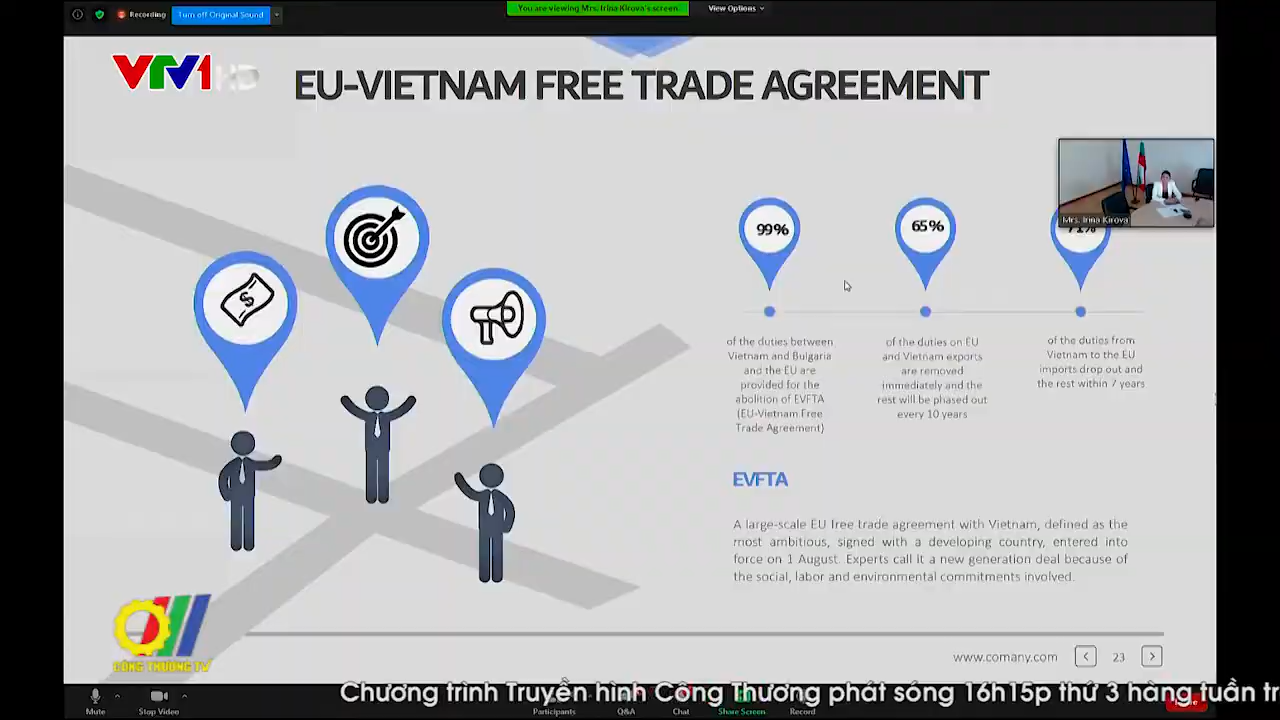 Recording
Turn off Original Sound
You are viewing Mrs. Irina Kirova's screen
View Options
VTV1 HD
EU-VIETNAM FREE TRADE AGREEMENT
Mrs. Irina Kirova
99%
65%
71%
of the duties between
Vietnam and Bulgaria
and the EU are
provided for the
abolition of EVFTA
(EU-Vietnam Free
Trade Agreement)
of the duties on EU
and Vietnam exports
are removed
immediately and the
rest will be phased out
every 10 years
of the duties from
Vietnam to the EU
imports drop out and
the rest within 7 years
EVFTA
A large-scale EU free trade agreement with Vietnam, defined as the
most ambitious, signed with a developing country, entered into
force on 1 August. Experts call it a new generation deal because of
the social, labor and environmental commitments involved.
CÔNG THƯƠNG TV
www.comany.com
23
Chương trình Truyền hình Công Thương phát sóng 16h15p thứ 3 hàng tuần tr
Mute
Stop Video
Participants
Q&A
Chat
Share Screen
Record